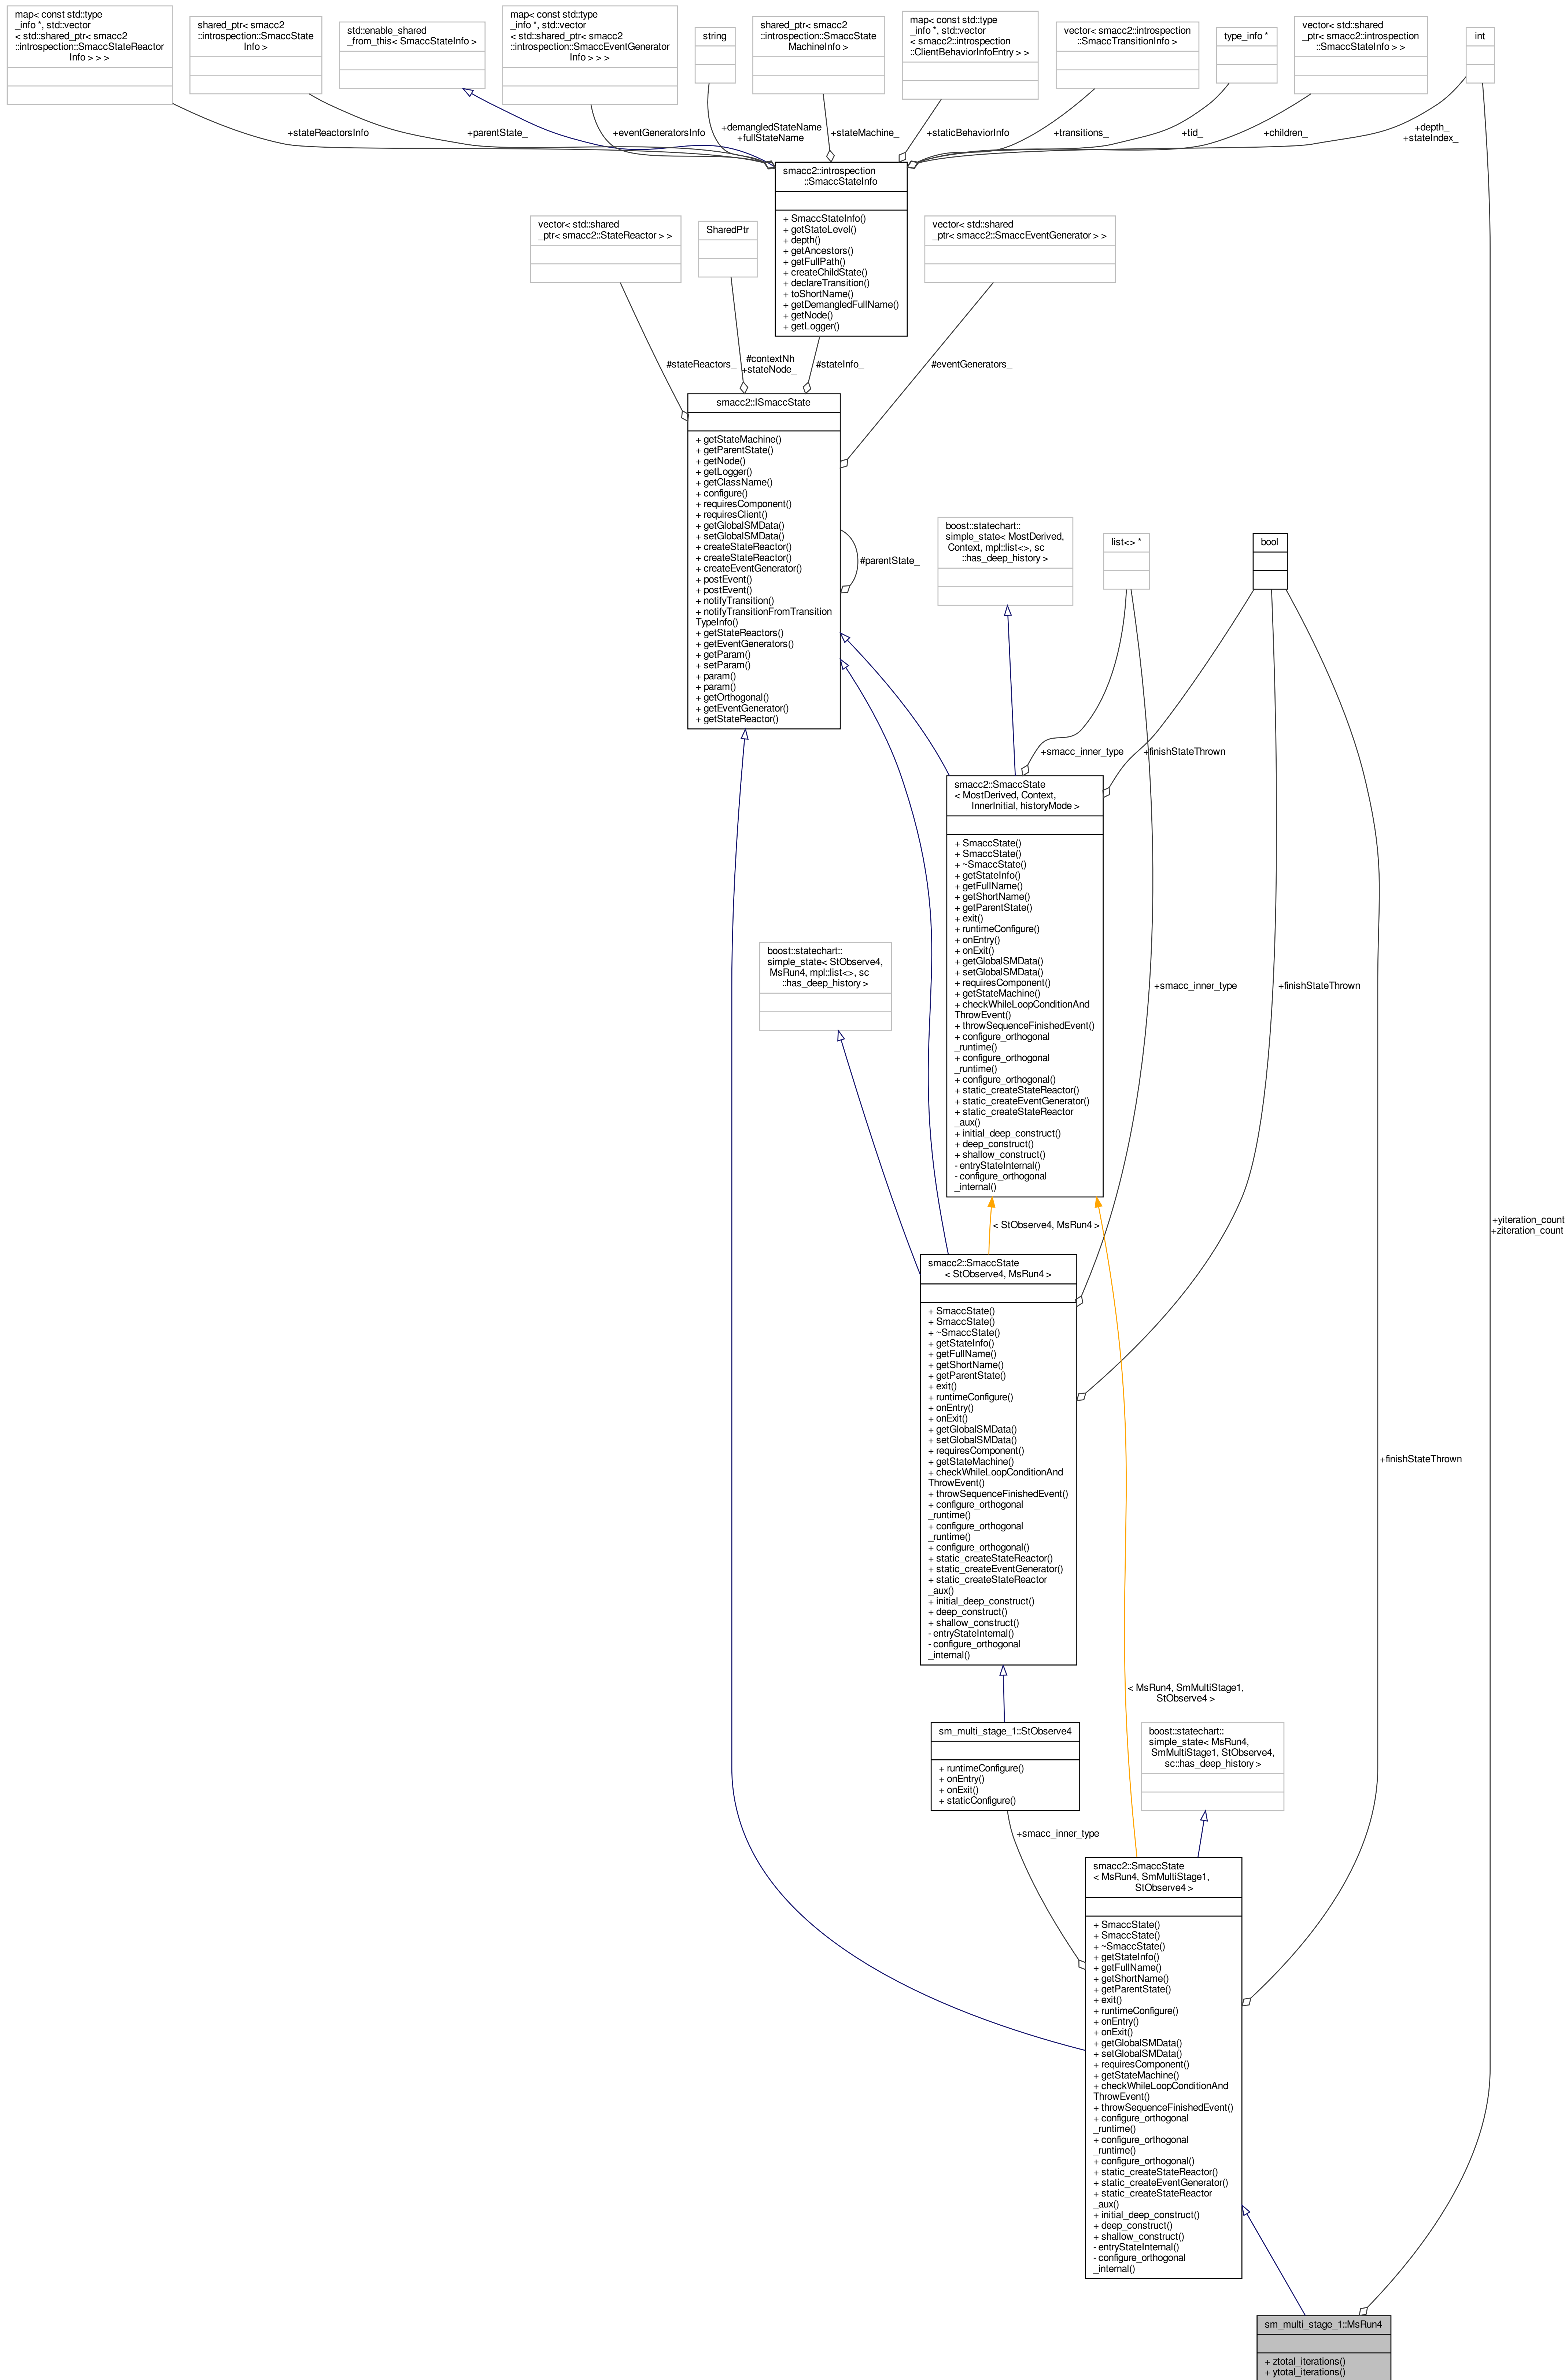 map< const std::type
_info *, std::vector
< std::shared_ptr< smacc2
::introspection::SmaccStateReactor
Info > > >
shared_ptr< smacc2
::introspection::SmaccState
Info >
std::enable_shared
_from_this< SmaccStateInfo >
map< const std::type
_info *, std::vector
< std::shared_ptr< smacc2
::introspection::SmaccEventGenerator
Info > > >
string
shared_ptr< smacc2
::introspection::SmaccState
MachineInfo >
map< const std::type
_info *, std::vector
< smacc2::introspection
::ClientBehaviorInfoEntry > >
vector< smacc2::introspection
::SmaccTransitionInfo >
type_info *
vector< std::shared
_ptr< smacc2::introspection
::SmaccStateInfo > >
int
+stateReactorsInfo
+parentState_
+eventGeneratorsInfo
+demangledStateName
+fullStateName
+stateMachine_
+staticBehaviorInfo
+transitions_
+tid_
+children_
+depth_
+stateIndex_
smacc2::introspection
::SmaccStateInfo
+ SmaccStateInfo()
+ getStateLevel()
+ depth()
+ getAncestors()
+ getFullPath()
+ createChildState()
+ declareTransition()
+ toShortName()
+ getDemangledFullName()
+ getNode()
+ getLogger()
vector< std::shared
_ptr< smacc2::StateReactor > >
SharedPtr
vector< std::shared
_ptr< smacc2::SmaccEventGenerator > >
#stateReactors_
#contextNh
+stateNode_
#stateInfo_
#eventGenerators_
smacc2::ISmaccState
+ getStateMachine()
+ getParentState()
+ getNode()
+ getLogger()
+ getClassName()
+ configure()
+ requiresComponent()
+ requiresClient()
+ getGlobalSMData()
+ setGlobalSMData()
+ createStateReactor()
+ createStateReactor()
+ createEventGenerator()
+ postEvent()
+ postEvent()
+ notifyTransition()
+ notifyTransitionFromTransition
TypeInfo()
+ getStateReactors()
+ getEventGenerators()
+ getParam()
+ setParam()
+ param()
+ param()
+ getOrthogonal()
+ getEventGenerator()
+ getStateReactor()
#parentState_
boost::statechart::
simple_state< MostDerived,
Context, mpl::list<>, sc
::has_deep_history >
list<> *
bool
+smacc_inner_type
+finishStateThrown
smacc2::SmaccState
< MostDerived, Context,
InnerInitial, historyMode >
+ SmaccState()
+ SmaccState()
+ ~SmaccState()
+ getStateInfo()
+ getFullName()
+ getShortName()
+ getParentState()
+ exit()
+ runtimeConfigure()
+ onEntry()
+ onExit()
+ getGlobalSMData()
+ setGlobalSMData()
+ requiresComponent()
+ getStateMachine()
+ checkWhileLoopConditionAnd
ThrowEvent()
+ throwSequenceFinishedEvent()
+ configure_orthogonal
_runtime()
+ configure_orthogonal
_runtime()
+ configure_orthogonal()
+ static_createStateReactor()
+ static_createEventGenerator()
+ static_createStateReactor
_aux()
+ initial_deep_construct()
+ deep_construct()
+ shallow_construct()
- entryStateInternal()
- configure_orthogonal
_internal()
boost::statechart::
simple_state< StObserve4,
MsRun4, mpl::list<>, sc
::has_deep_history >
+smacc_inner_type
+finishStateThrown
< StObserve4, MsRun4 >
+yiteration_count
+ziteration_count
smacc2::SmaccState
< StObserve4, MsRun4 >
+ SmaccState()
+ SmaccState()
+ ~SmaccState()
+ getStateInfo()
+ getFullName()
+ getShortName()
+ getParentState()
+ exit()
+ runtimeConfigure()
+ onEntry()
+ onExit()
+ getGlobalSMData()
+ setGlobalSMData()
+ requiresComponent()
+ getStateMachine()
+ checkWhileLoopConditionAnd
ThrowEvent()
+ throwSequenceFinishedEvent()
+ configure_orthogonal
_runtime()
+ configure_orthogonal
_runtime()
+ configure_orthogonal()
+ static_createStateReactor()
+ static_createEventGenerator()
+ static_createStateReactor
_aux()
+ initial_deep_construct()
+ deep_construct()
+ shallow_construct()
- entryStateInternal()
- configure_orthogonal
_internal()
+finishStateThrown
< MsRun4, SmMultiStage1,
StObserve4 >
sm_multi_stage_1::StObserve4
+ runtimeConfigure()
+ onEntry()
+ onExit()
+ staticConfigure()
boost::statechart::
simple_state< MsRun4,
SmMultiStage1, StObserve4,
sc::has_deep_history >
+smacc_inner_type
smacc2::SmaccState
< MsRun4, SmMultiStage1,
StObserve4 >
+ SmaccState()
+ SmaccState()
+ ~SmaccState()
+ getStateInfo()
+ getFullName()
+ getShortName()
+ getParentState()
+ exit()
+ runtimeConfigure()
+ onEntry()
+ onExit()
+ getGlobalSMData()
+ setGlobalSMData()
+ requiresComponent()
+ getStateMachine()
+ checkWhileLoopConditionAnd
ThrowEvent()
+ throwSequenceFinishedEvent()
+ configure_orthogonal
_runtime()
+ configure_orthogonal
_runtime()
+ configure_orthogonal()
+ static_createStateReactor()
+ static_createEventGenerator()
+ static_createStateReactor
_aux()
+ initial_deep_construct()
+ deep_construct()
+ shallow_construct()
- entryStateInternal()
- configure_orthogonal
_internal()
sm_multi_stage_1::MsRun4
+ ztotal_iterations()
+ ytotal_iterations()